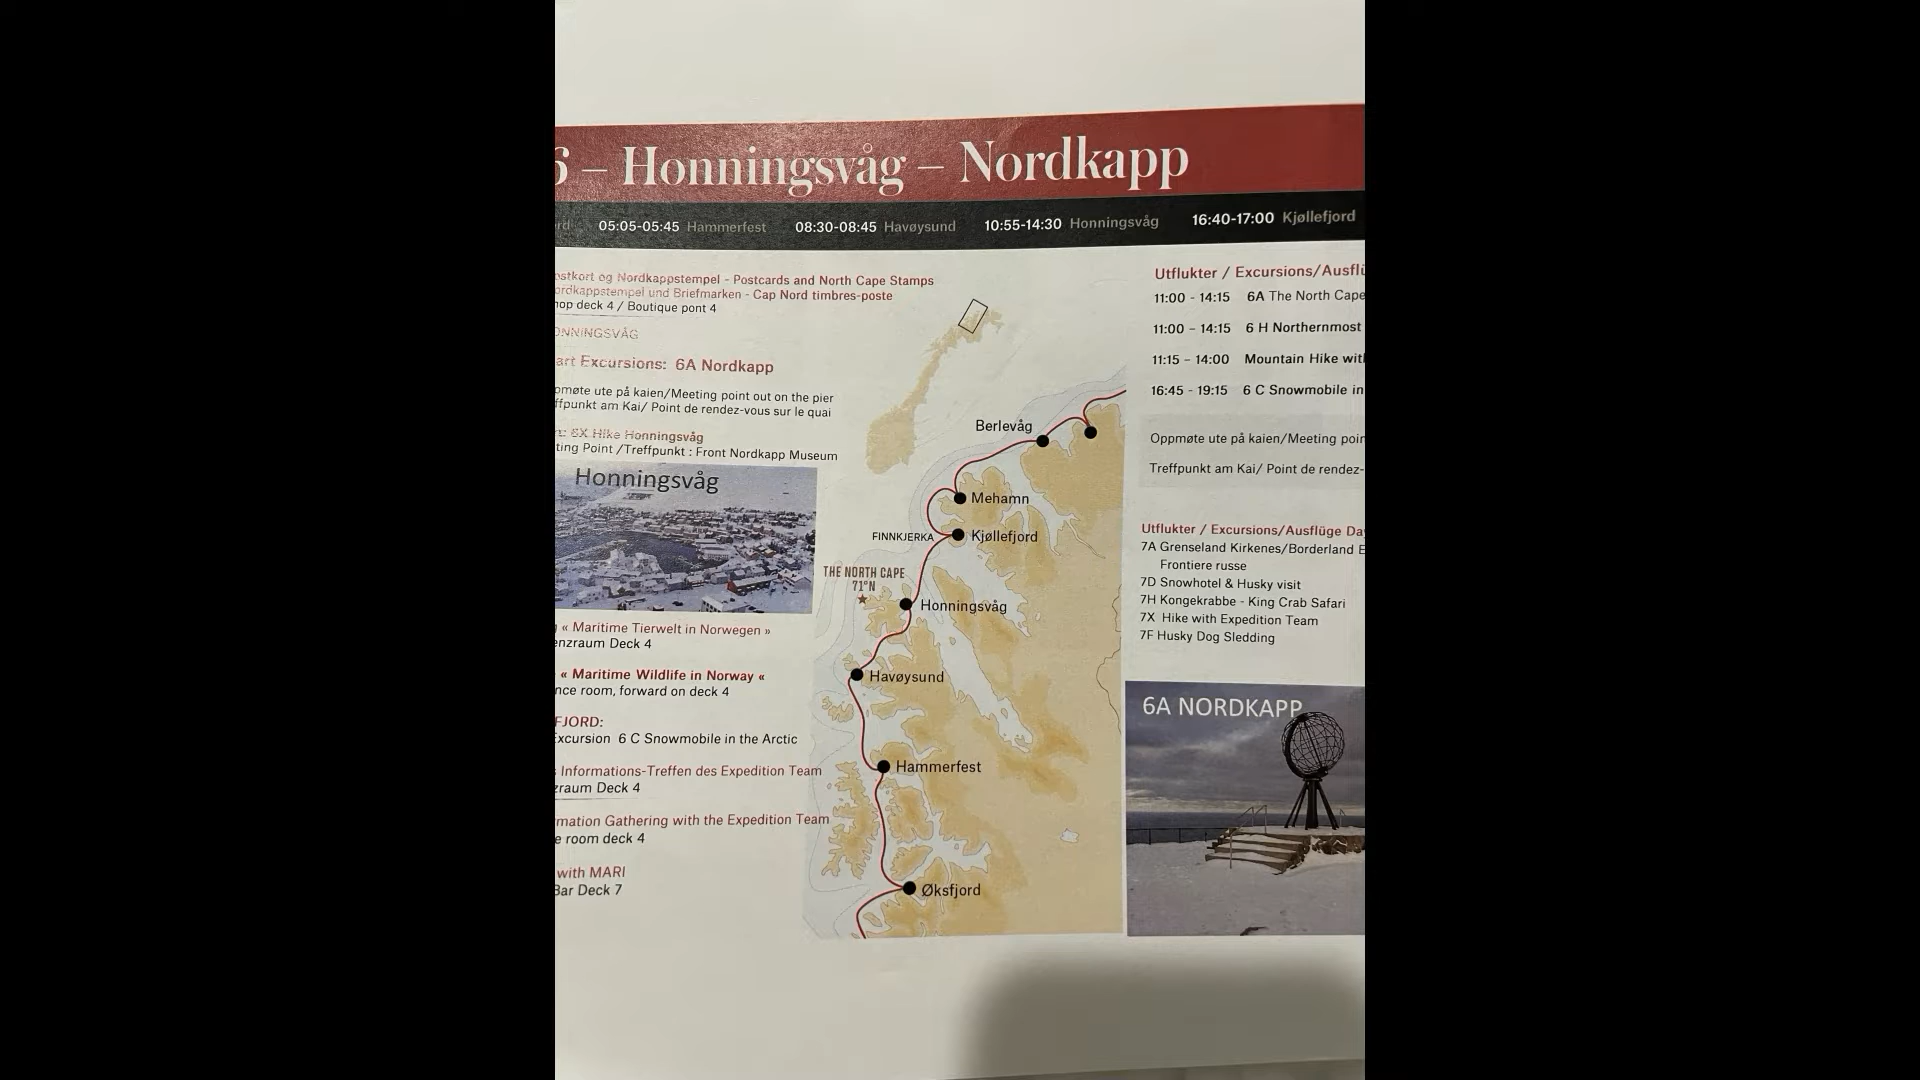 6 – Honningsvåg – Nordkapp
05:05-05:45 Hammerfest 08:30-08:45 Havøysund 10:55-14:30 Honningsvåg 16:40-17:00 Kjøllefjord
og Nordkappstempel - Postcards and North Cape Stamps
und Briefmarken - Cap Nord timbres-poste
deck 4 / Boutique pont 4
Excursions: 6A Nordkapp
ute på kaien/Meeting point out on the pier
am Kai/ Point de rendez-vous sur le quai
6X Hike Honningsvåg
Point /Treffpunkt : Front Nordkapp Museum
Honningsvåg
« Maritime Tierwelt in Norwegen »
Deck 4
« Maritime Wildlife in Norway «
room, forward on deck 4
FJORD:
6 C Snowmobile in the Arctic
Informations-Treffen des Expedition Team
Deck 4
Gathering with the Expedition Team
room deck 4
with MARI
Bar Deck 7
Berlevåg
Mehamn
FINNKJERKA
Kjøllefjord
THE NORTH CAPE
71°N
Honningsvåg
Havøysund
Hammerfest
Øksfjord
Utflukter / Excursions/Ausflü
11:00 - 14:15 6A The North Cape
11:00 - 14:15 6 H Northernmost
11:15 - 14:00 Mountain Hike with
16:45 - 19:15 6 C Snowmobile in
Oppmøte ute på kaien/Meeting poin
Treffpunkt am Kai/ Point de rendez-
Utflukter / Excursions/Ausflüge Da
7A Grenseland Kirkenes/Borderland E
Frontiere russe
7D Snowhotel & Husky visit
7H Kongekrabbe - King Crab Safari
7X Hike with Expedition Team
7F Husky Dog Sledding
6A NORDKAPP